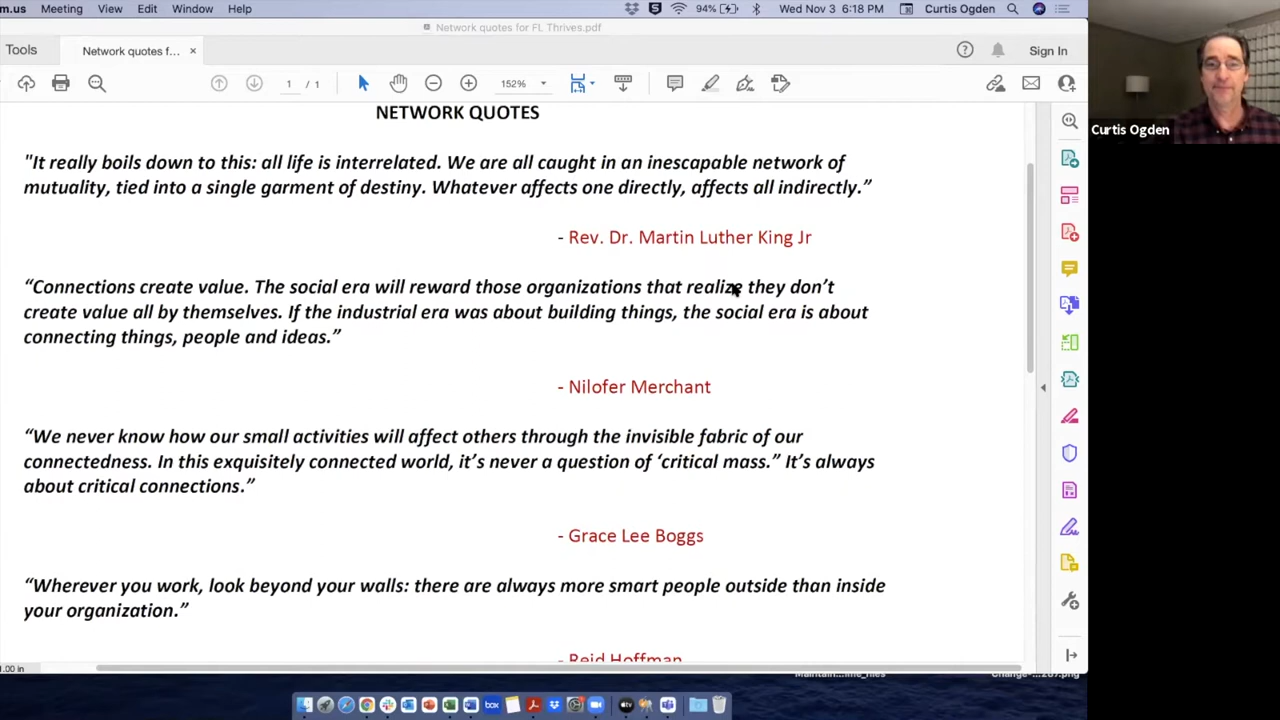 m.us Meeting View Edit Window Help 94% Wed Nov 3 6:18 PM Curtis Ogden
Network quotes for FL Thrives.pdf
Tools Network quotes f... × Sign In
1 / 1 152%
NETWORK QUOTES
"It really boils down to this: all life is interrelated. We are all caught in an inescapable network of
mutuality, tied into a single garment of destiny. Whatever affects one directly, affects all indirectly.”
- Rev. Dr. Martin Luther King Jr
“Connections create value. The social era will reward those organizations that realize they don’t
create value all by themselves. If the industrial era was about building things, the social era is about
connecting things, people and ideas.”
- Nilofer Merchant
“We never know how our small activities will affect others through the invisible fabric of our
connectedness. In this exquisitely connected world, it’s never a question of ‘critical mass.” It’s always
about critical connections.”
- Grace Lee Boggs
“Wherever you work, look beyond your walls: there are always more smart people outside than inside
your organization.”
- Reid Hoffman
Curtis Ogden
box